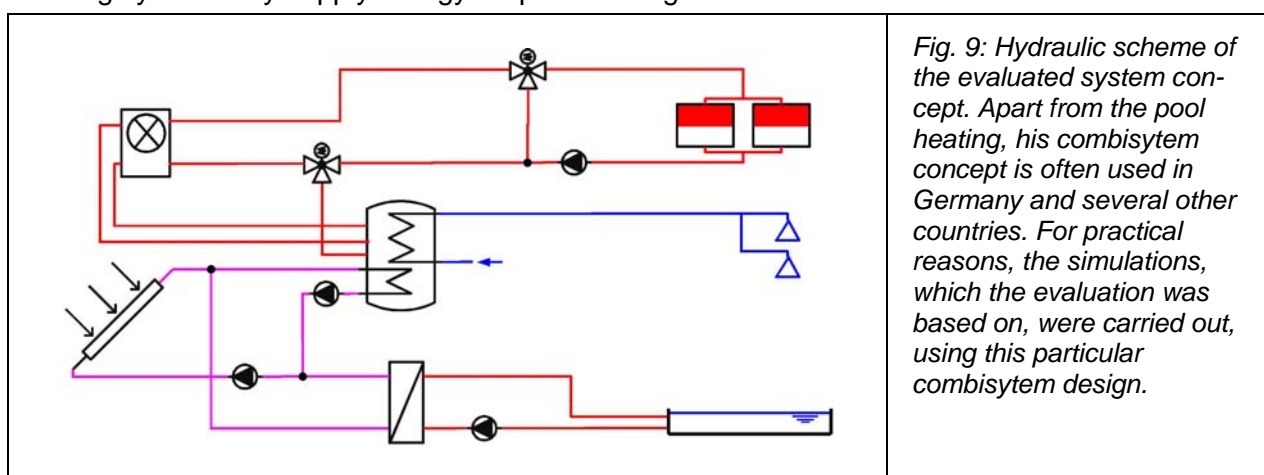 supply
Fig. 9: Hydraulic scheme of
the evaluated system con-
cept. Apart from the pool
heating, his combisytem
concept is often used in
Germany and several other
countries. For practical
reasons, the simulations,
which the evaluation was
based on, were carried out,
using this particular
combisytem design.